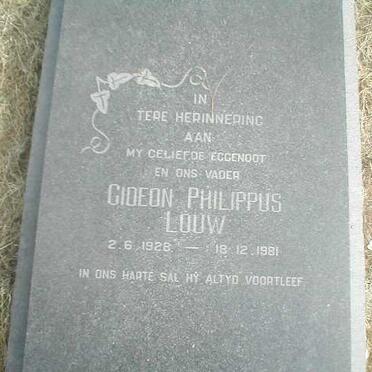 IN
TERE HERINNERING
AAN
MY GELIEFDE EGGENOOT
EN ONS VADER
GIDEON PHILIPPUS
LOUW
2.6.1928 — 18.12.1981
IN ONS HARTE SAL HY ALTYD VOORTLEEF